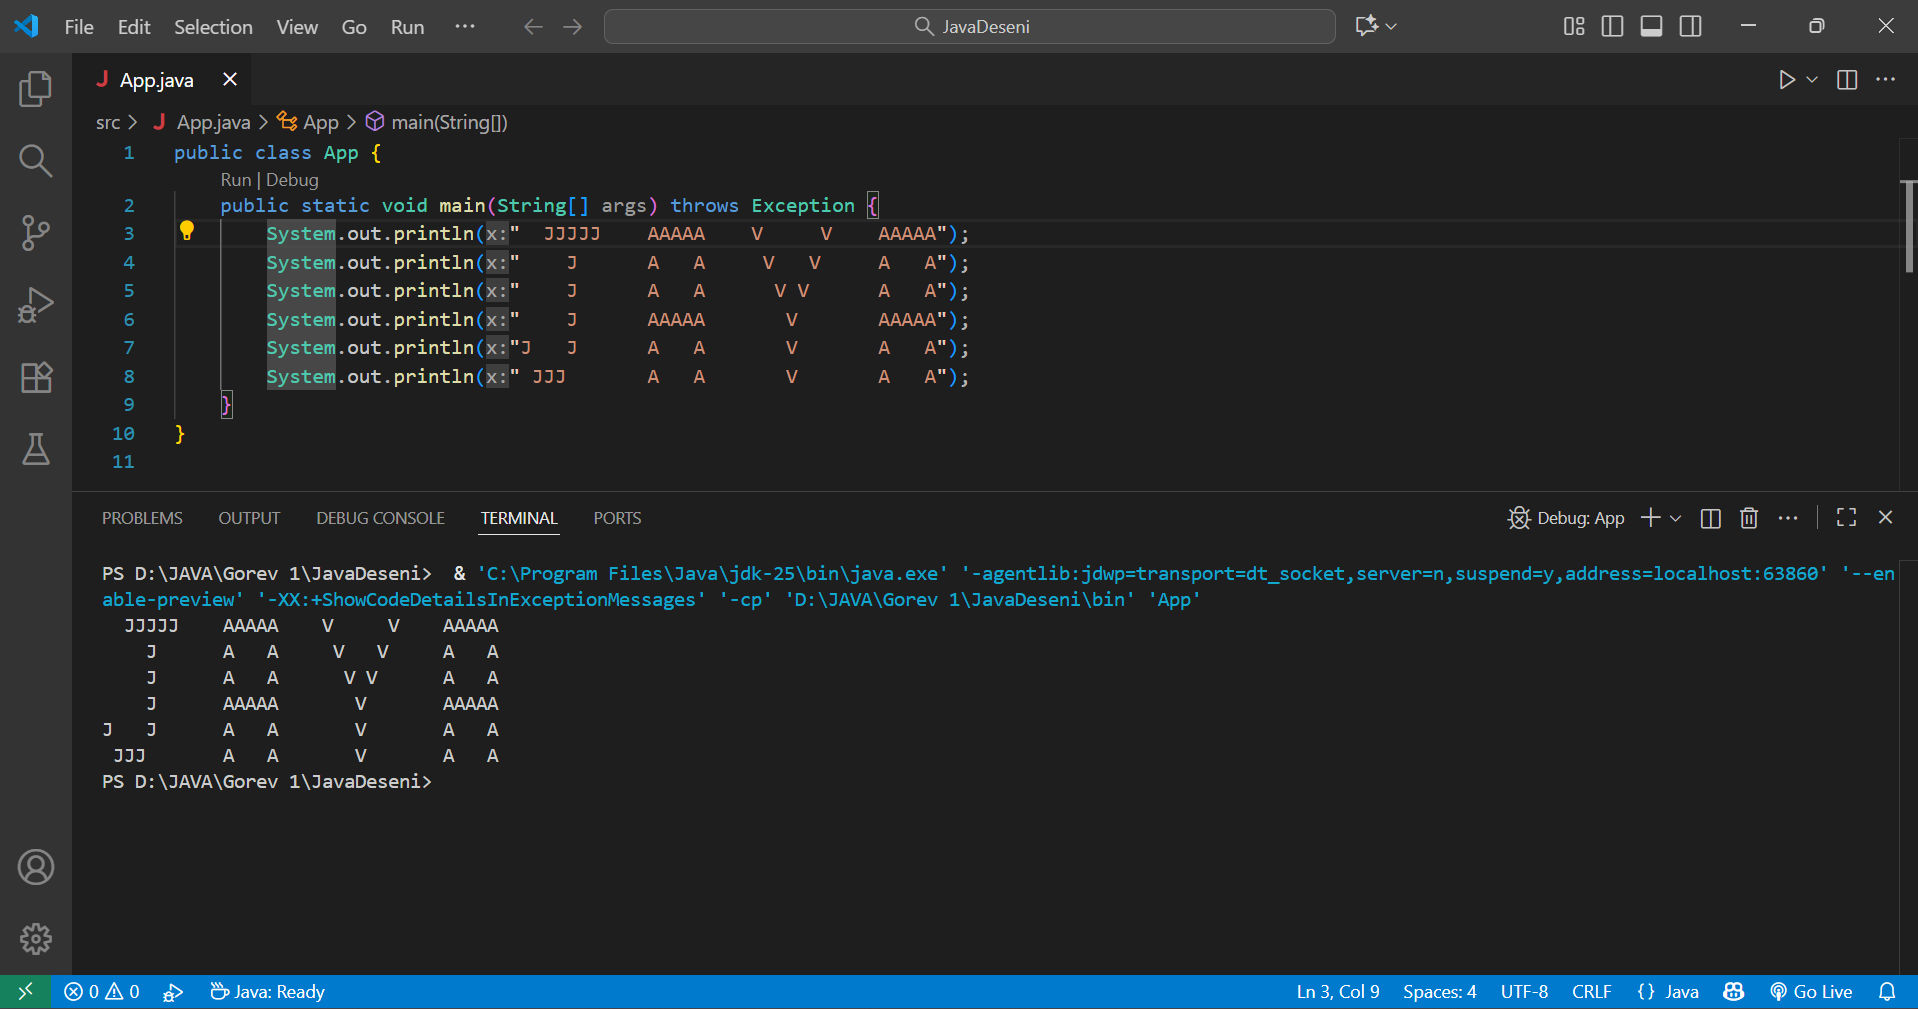 File Edit Selection View Go Run ··· JavaDeseni
J App.java
src > J App.java > App > main(String[])
1 public class App {
Run | Debug
2     public static void main(String[] args) throws Exception {
3         System.out.println(x:"  JJJJJ    AAAAA    V     V    AAAAA");
4         System.out.println(x:"    J      A   A     V   V     A   A");
5         System.out.println(x:"    J      A   A      V V      A   A");
6         System.out.println(x:"    J      AAAAA       V       AAAAA");
7         System.out.println(x:"J   J      A   A       V       A   A");
8         System.out.println(x:" JJJ       A   A       V       A   A");
9     }
10 }
11
PROBLEMS OUTPUT DEBUG CONSOLE TERMINAL PORTS Debug: App
PS D:\JAVA\Gorev 1\JavaDeseni>  & 'C:\Program Files\Java\jdk-25\bin\java.exe' '-agentlib:jdwp=transport=dt_socket,server=n,suspend=y,address=localhost:63860' '--en
able-preview' '-XX:+ShowCodeDetailsInExceptionMessages' '-cp' 'D:\JAVA\Gorev 1\JavaDeseni\bin' 'App'
  JJJJJ    AAAAA    V     V    AAAAA
    J      A   A     V   V     A   A
    J      A   A      V V      A   A
    J      AAAAA       V       AAAAA
J   J      A   A       V       A   A
 JJJ       A   A       V       A   A
PS D:\JAVA\Gorev 1\JavaDeseni>
0 0 Java: Ready Ln 3, Col 9 Spaces: 4 UTF-8 CRLF {} Java Go Live